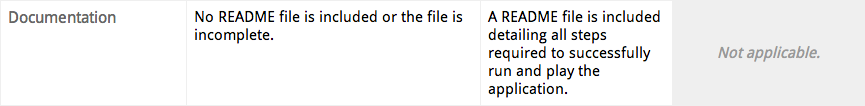 Documentation
No README file is included or the file is
incomplete.
A README file is included
detailing all steps
required to successfully
run and play the
application.
Not applicable.